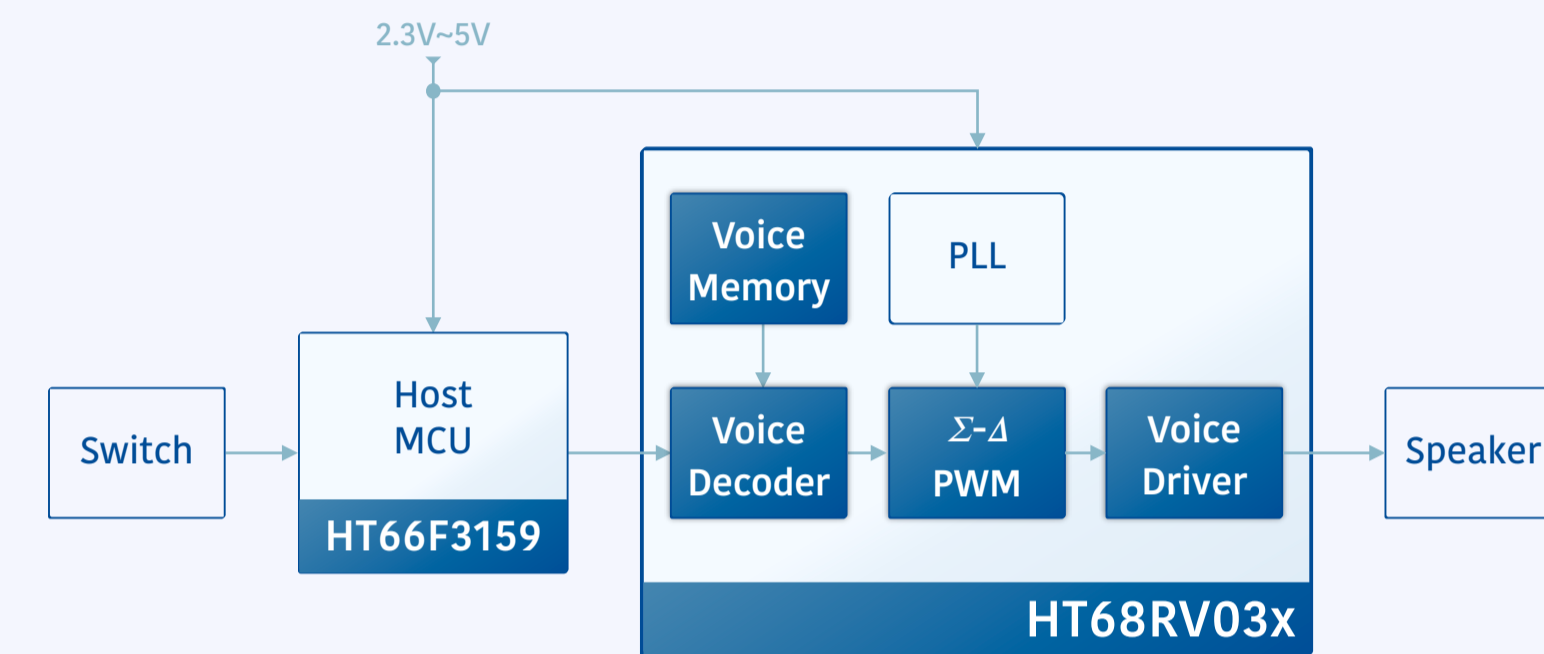 2.3V~5V
Voice
Memory
PLL
Switch
Host
MCU
HT66F3159
Voice
Decoder
Σ-Δ
PWM
Voice
Driver
Speaker
HT68RV03x